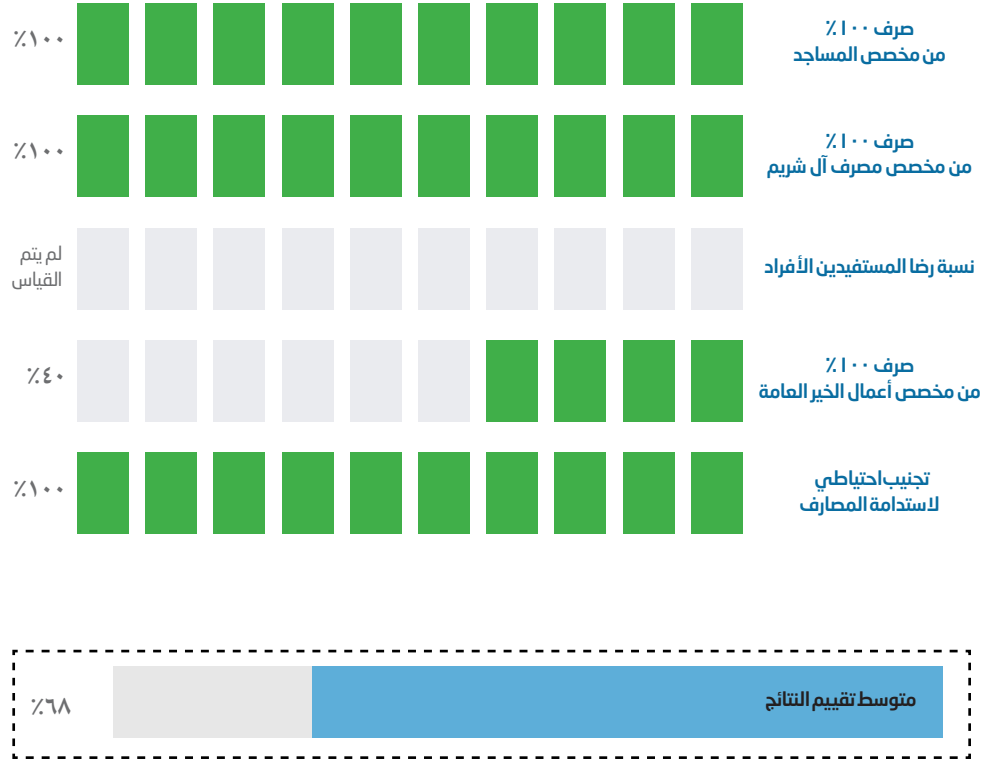 صرف ١٠٠٪
من مخصص المساجد
٪١٠٠
صرف ١٠٠٪
من مخصص مصرف آل شريم
٪١٠٠
نسبة رضا المستفيدين الأفراد
لم يتم
القياس
صرف ١٠٠٪
من مخصص أعمال الخير العامة
٪٤٠
تجنيب احتياطي
لاستدامة المصارف
٪١٠٠
متوسط تقييم النتائج
٪٦٨